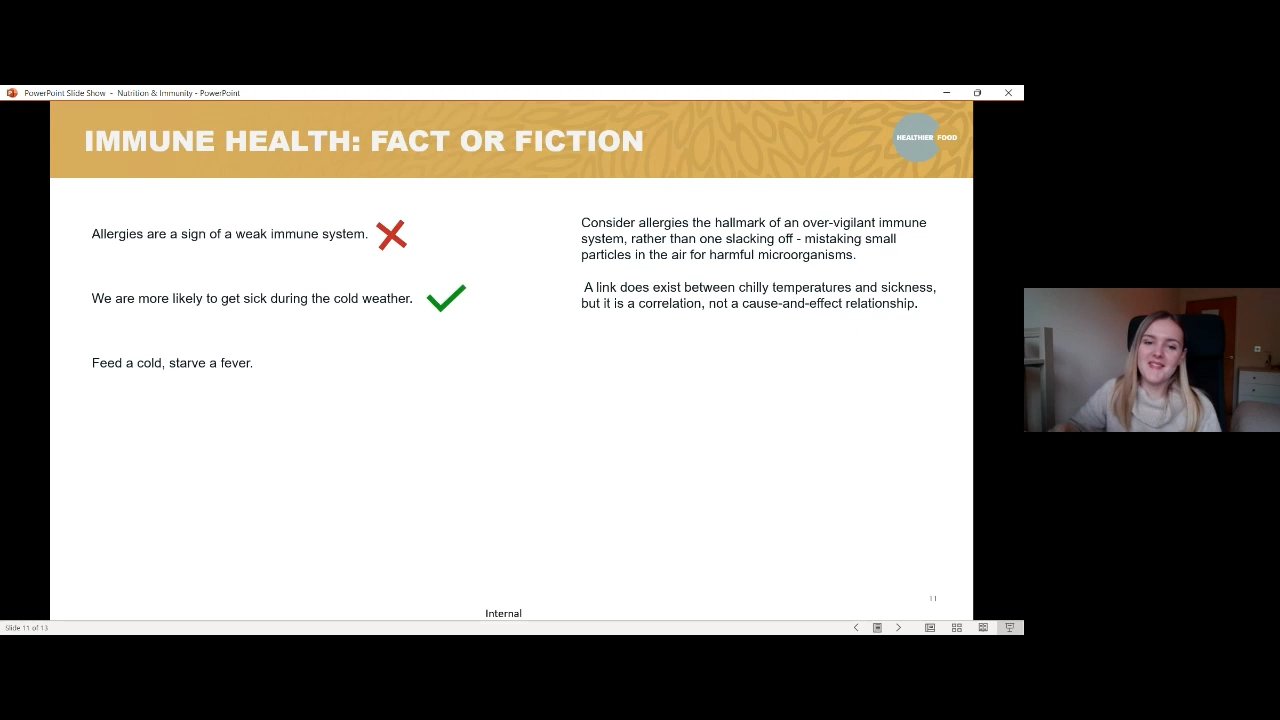 PowerPoint Slide Show - Nutrition & Immunity - PowerPoint
IMMUNE HEALTH: FACT OR FICTION
HEALTHIER FOOD
Allergies are a sign of a weak immune system.
Consider allergies the hallmark of an over-vigilant immune
system, rather than one slacking off - mistaking small
particles in the air for harmful microorganisms.
We are more likely to get sick during the cold weather.
A link does exist between chilly temperatures and sickness,
but it is a correlation, not a cause-and-effect relationship.
Feed a cold, starve a fever.
11
Internal
Slide 11 of 13